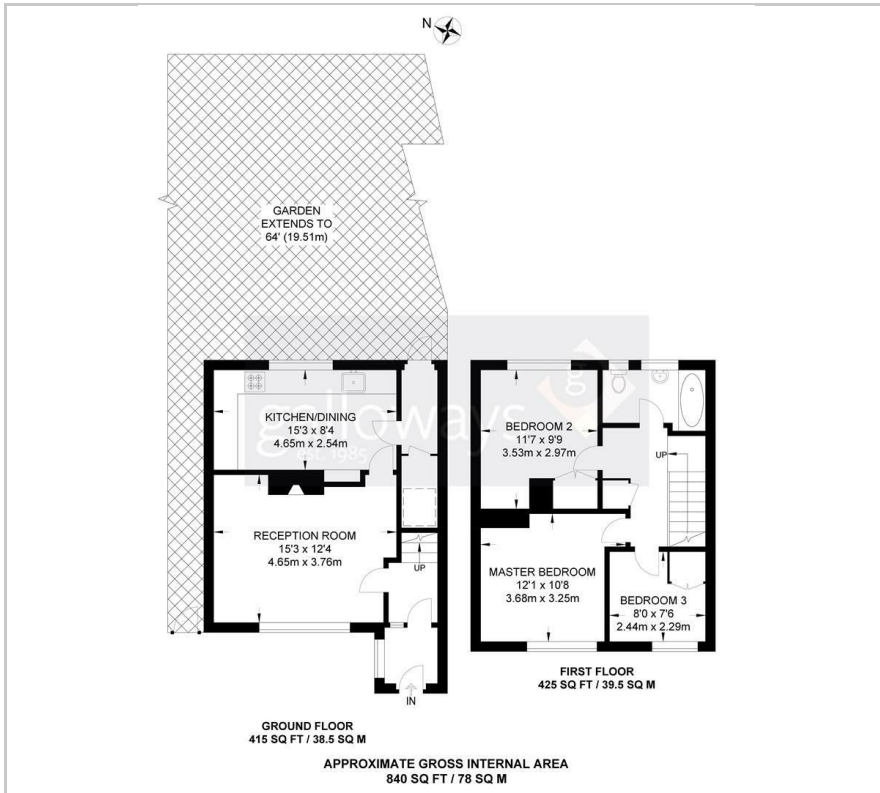 N
GARDEN
EXTENDS TO
64' (19.51m)
galloways
est. 1985
g
KITCHEN/DINING
15'3 x 8'4
4.65m x 2.54m
RECEPTION ROOM
15'3 x 12'4
4.65m x 3.76m
UP
IN
GROUND FLOOR
415 SQ FT / 38.5 SQ M
BEDROOM 2
11'7 x 9'9
3.53m x 2.97m
UP
MASTER BEDROOM
12'1 x 10'8
3.68m x 3.25m
BEDROOM 3
8'0 x 7'6
2.44m x 2.29m
FIRST FLOOR
425 SQ FT / 39.5 SQ M
APPROXIMATE GROSS INTERNAL AREA
840 SQ FT / 78 SQ M